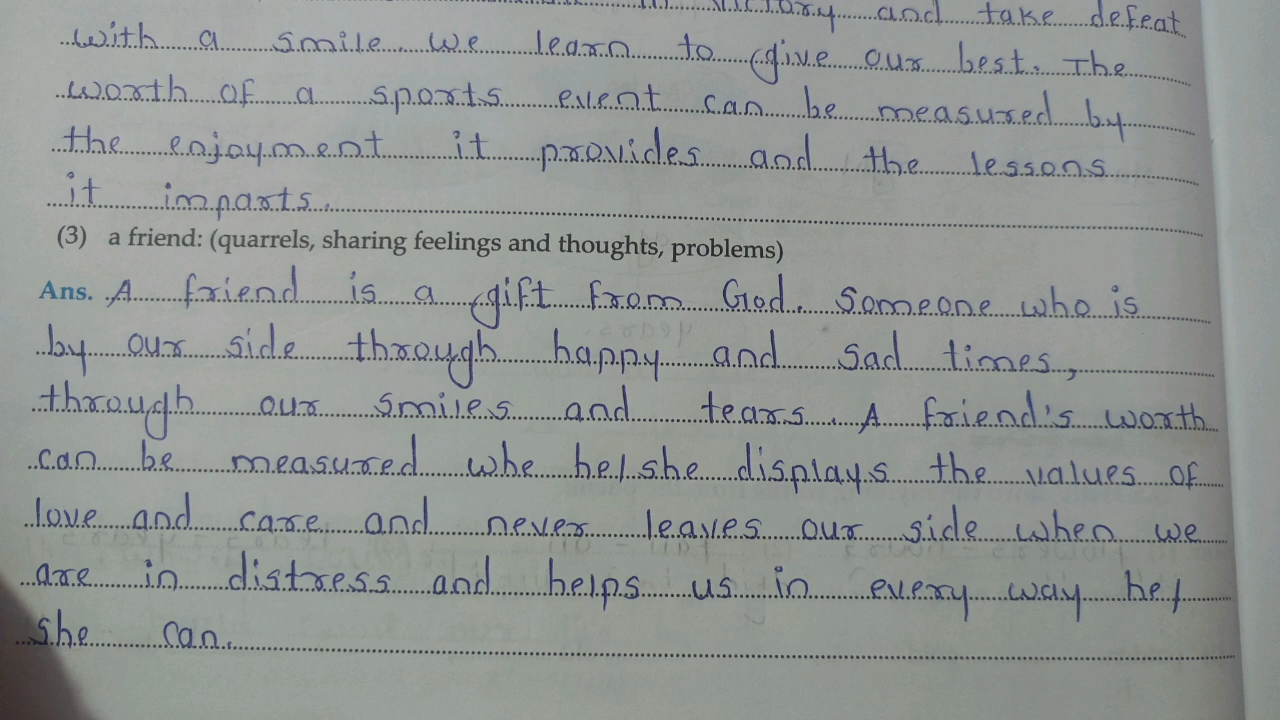 and take defeat
with a smile. we learn to give our best. The
worth of a sports event can be measured by
the enjoyment it provides and the lessons
it imparts.
(3) a friend: (quarrels, sharing feelings and thoughts, problems)
Ans. A friend is a gift from God. Someone who is
by our side through happy and sad times,
through our smiles and tears. A friend's worth
can be measured whe he/she displays the values of
love and care and never leaves our side when we
are in distress and helps us in every way he/
she can.